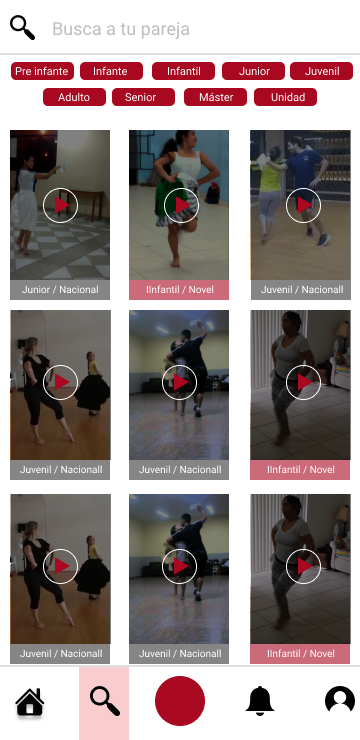 Busca a tu pareja
Pre infante Infante Infantil Junior Juvenil
Adulto Senior Máster Unidad
Junior / Nacional IInfantil / Novel Juvenil / Nacionall
Juvenil / Nacionall Juvenil / Nacionall IInfantil / Novel
Juvenil / Nacionall Juvenil / Nacionall IInfantil / Novel